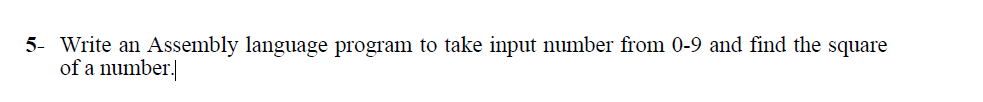 5- Write an Assembly language program to take input number from 0-9 and find the square
of a number.